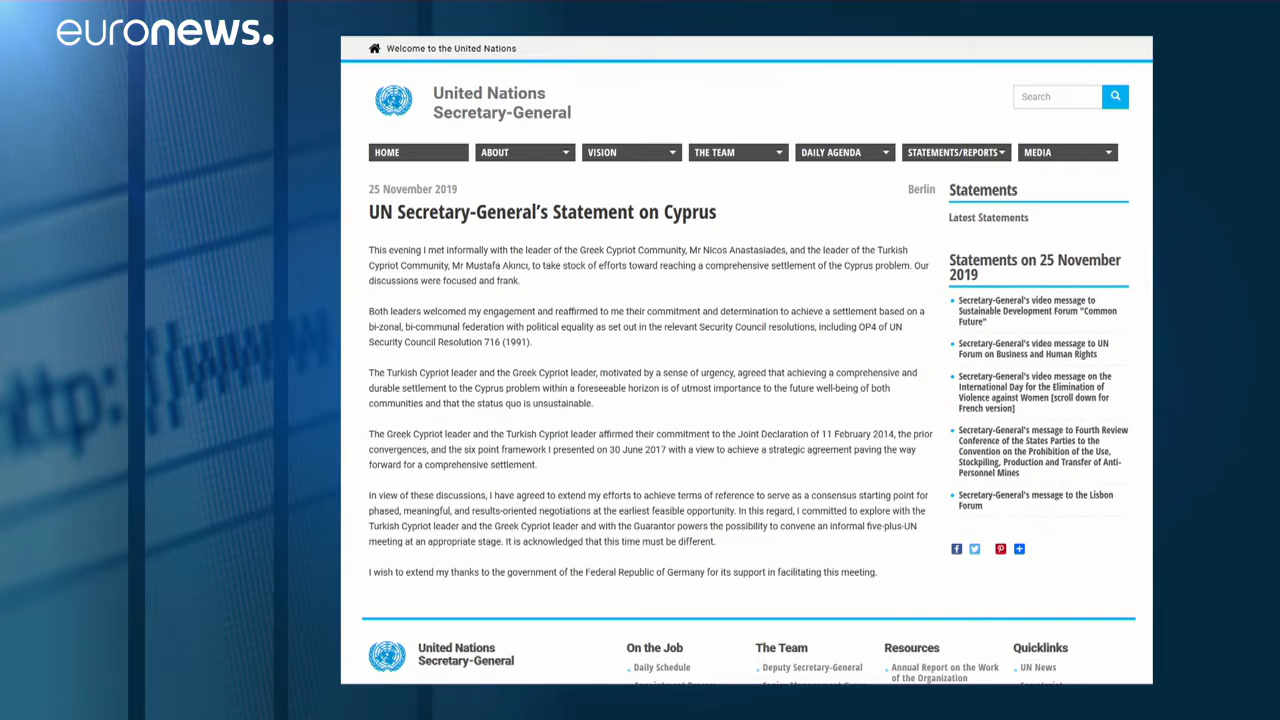 euronews.
Welcome to the United Nations
United Nations
Secretary-General
Search
HOME
ABOUT
VISION
THE TEAM
DAILY AGENDA
STATEMENTS/REPORTS
MEDIA
25 November 2019
Berlin
UN Secretary-General's Statement on Cyprus
This evening I met informally with the leader of the Greek Cypriot Community, Mr Nicos Anastasiades, and the leader of the Turkish
Cypriot Community, Mr Mustafa Akıncı, to take stock of efforts toward reaching a comprehensive settlement of the Cyprus problem. Our
discussions were focused and frank.
Both leaders welcomed my engagement and reaffirmed to me their commitment and determination to achieve a settlement based on a
bi-zonal, bi-communal federation with political equality as set out in the relevant Security Council resolutions, including OP4 of UN
Security Council Resolution 716 (1991).
The Turkish Cypriot leader and the Greek Cypriot leader, motivated by a sense of urgency, agreed that achieving a comprehensive and
durable settlement to the Cyprus problem within a foreseeable horizon is of utmost importance to the future well-being of both
communities and that the status quo is unsustainable.
The Greek Cypriot leader and the Turkish Cypriot leader affirmed their commitment to the Joint Declaration of 11 February 2014, the prior
convergences, and the six point framework I presented on 30 June 2017 with a view to achieve a strategic agreement paving the way
forward for a comprehensive settlement.
In view of these discussions, I have agreed to extend my efforts to achieve terms of reference to serve as a consensus starting point for
phased, meaningful, and results-oriented negotiations at the earliest feasible opportunity. In this regard, I committed to explore with the
Turkish Cypriot leader and the Greek Cypriot leader and with the Guarantor powers the possibility to convene an informal five-plus-UN
meeting at an appropriate stage. It is acknowledged that this time must be different.
I wish to extend my thanks to the government of the Federal Republic of Germany for its support in facilitating this meeting.
Statements
Latest Statements
Statements on 25 November
2019
Secretary-General's video message to
Sustainable Development Forum "Common
Future"
Secretary-General's video message to UN
Forum on Business and Human Rights
Secretary-General's video message on the
International Day for the Elimination of
Violence against Women [scroll down for
French version]
Secretary-General's message to Fourth Review
Conference of the States Parties to the
Convention on the Prohibition of the Use,
Stockpiling, Production and Transfer of Anti-
Personnel Mines
Secretary-General's message to the Lisbon
Forum
United Nations
Secretary-General
On the Job
Daily Schedule
The Team
Deputy Secretary-General
Resources
Annual Report on the Work
of the Organization
Quicklinks
UN News